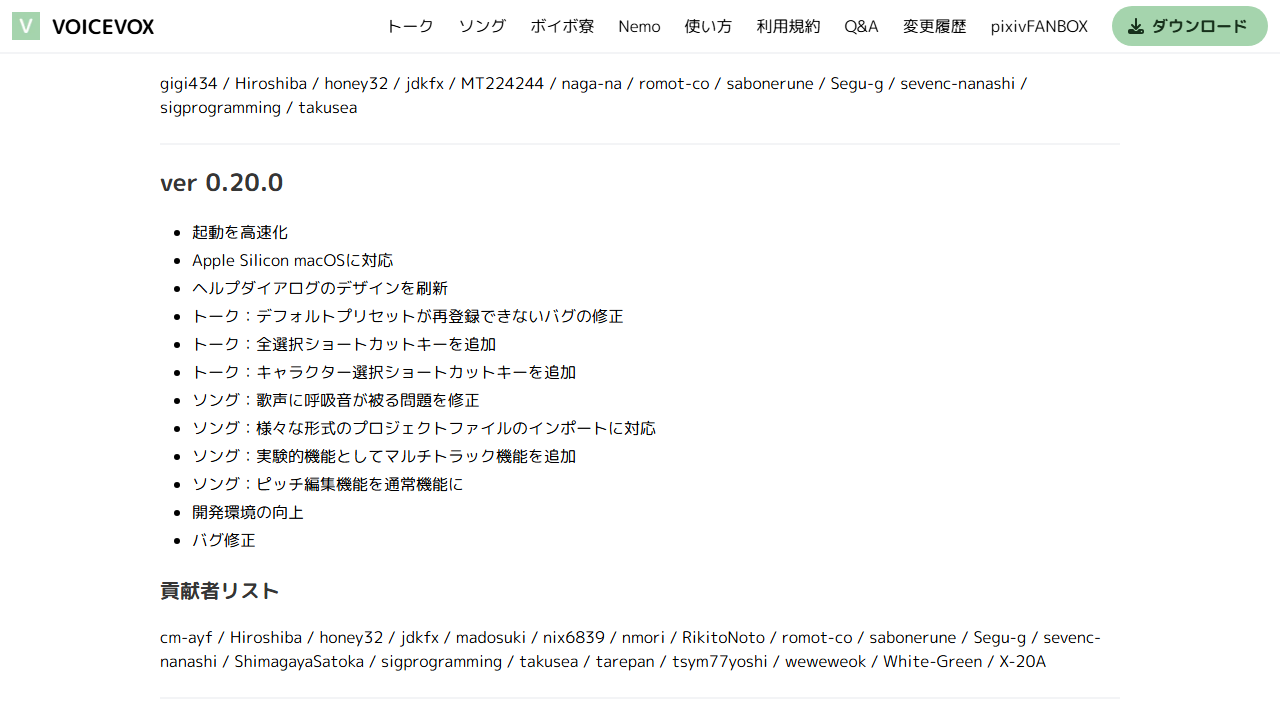 V VOICEVOX トーク ソング ボイボ寮 Nemo 使い方 利用規約 Q&A 変更履歴 pixivFANBOX ダウンロード
gigi434 / Hiroshiba / honey32 / jdkfx / MT224244 / naga-na / romot-co / sabonerune / Segu-g / sevenc-nanashi /
sigprogramming / takusea
ver 0.20.0
• 起動を高速化
• Apple Silicon macOSに対応
• ヘルプダイアログのデザインを刷新
• トーク：デフォルトプリセットが再登録できないバグの修正
• トーク：全選択ショートカットキーを追加
• トーク：キャラクター選択ショートカットキーを追加
• ソング：歌声に呼吸音が被る問題を修正
• ソング：様々な形式のプロジェクトファイルのインポートに対応
• ソング：実験的機能としてマルチトラック機能を追加
• ソング：ピッチ編集機能を通常機能に
• 開発環境の向上
• バグ修正
貢献者リスト
cm-ayf / Hiroshiba / honey32 / jdkfx / madosuki / nix6839 / nmori / RikitoNoto / romot-co / sabonerune / Segu-g / sevenc-
nanashi / ShimagayaSatoka / sigprogramming / takusea / tarepan / tsym77yoshi / weweweok / White-Green / X-20A